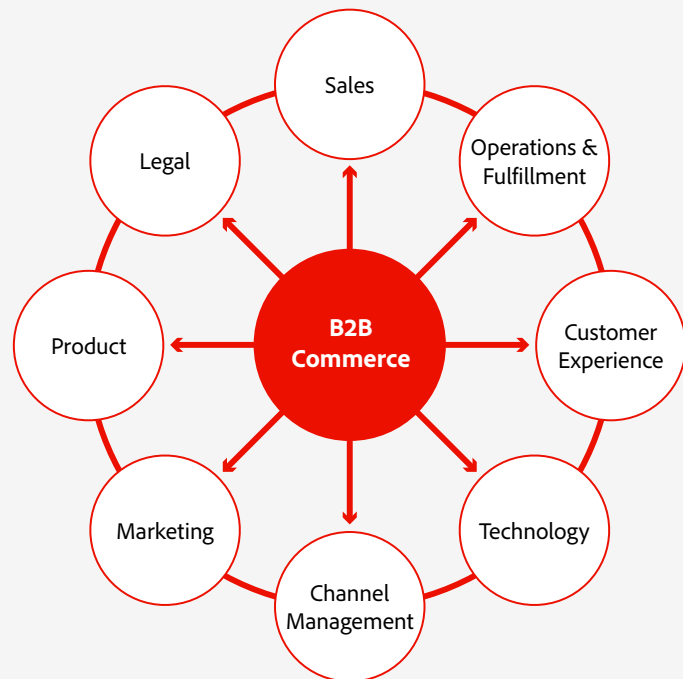 Sales
Operations &
Fulfillment
Customer
Experience
Technology
Channel
Management
Marketing
Product
Legal
B2B
Commerce